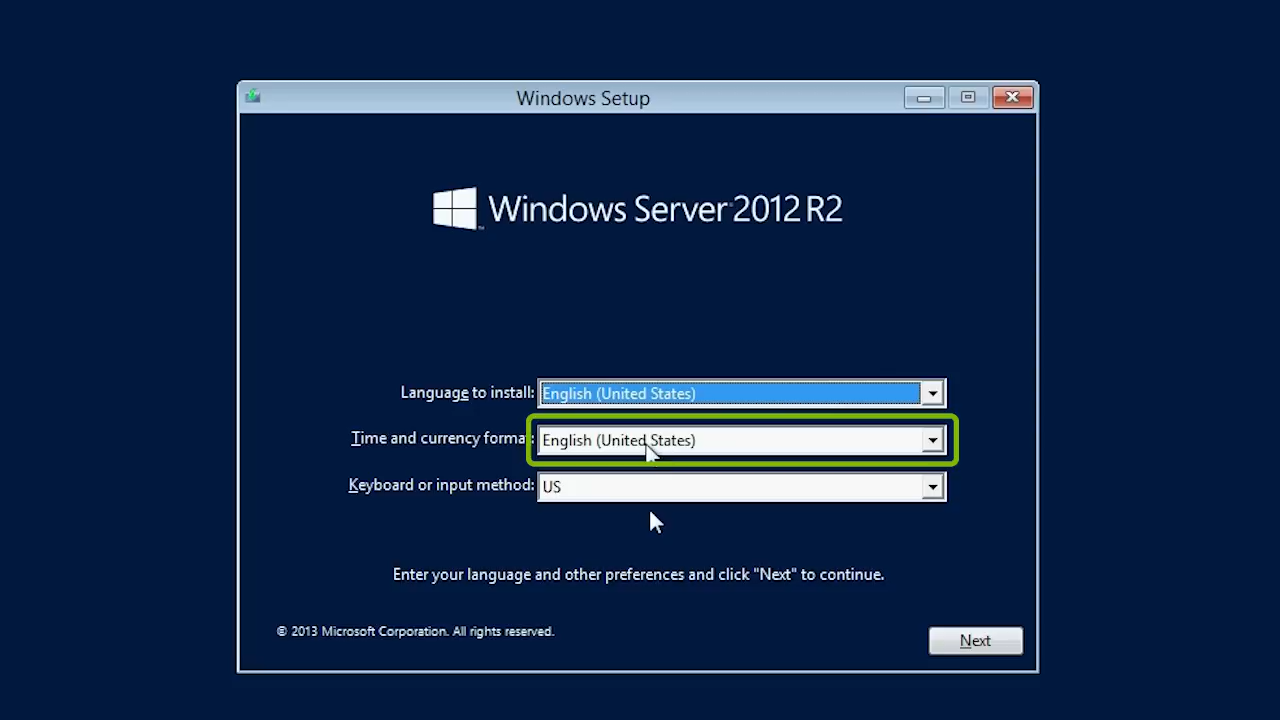 Windows Setup
Windows Server 2012 R2
Language to install: English (United States)
Time and currency format: English (United States)
Keyboard or input method: US
Enter your language and other preferences and click "Next" to continue.
© 2013 Microsoft Corporation. All rights reserved.
Next